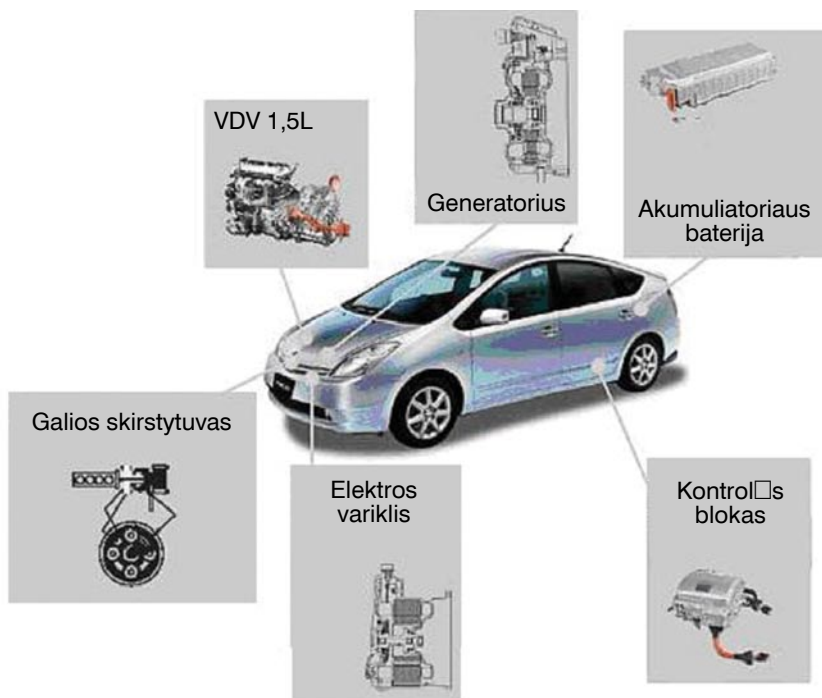 VDV 1,5L
Generatorius
Akumuliatoriaus
baterija
Galios skirstytuvas
Elektros
variklis
Kontrol□s
blokas